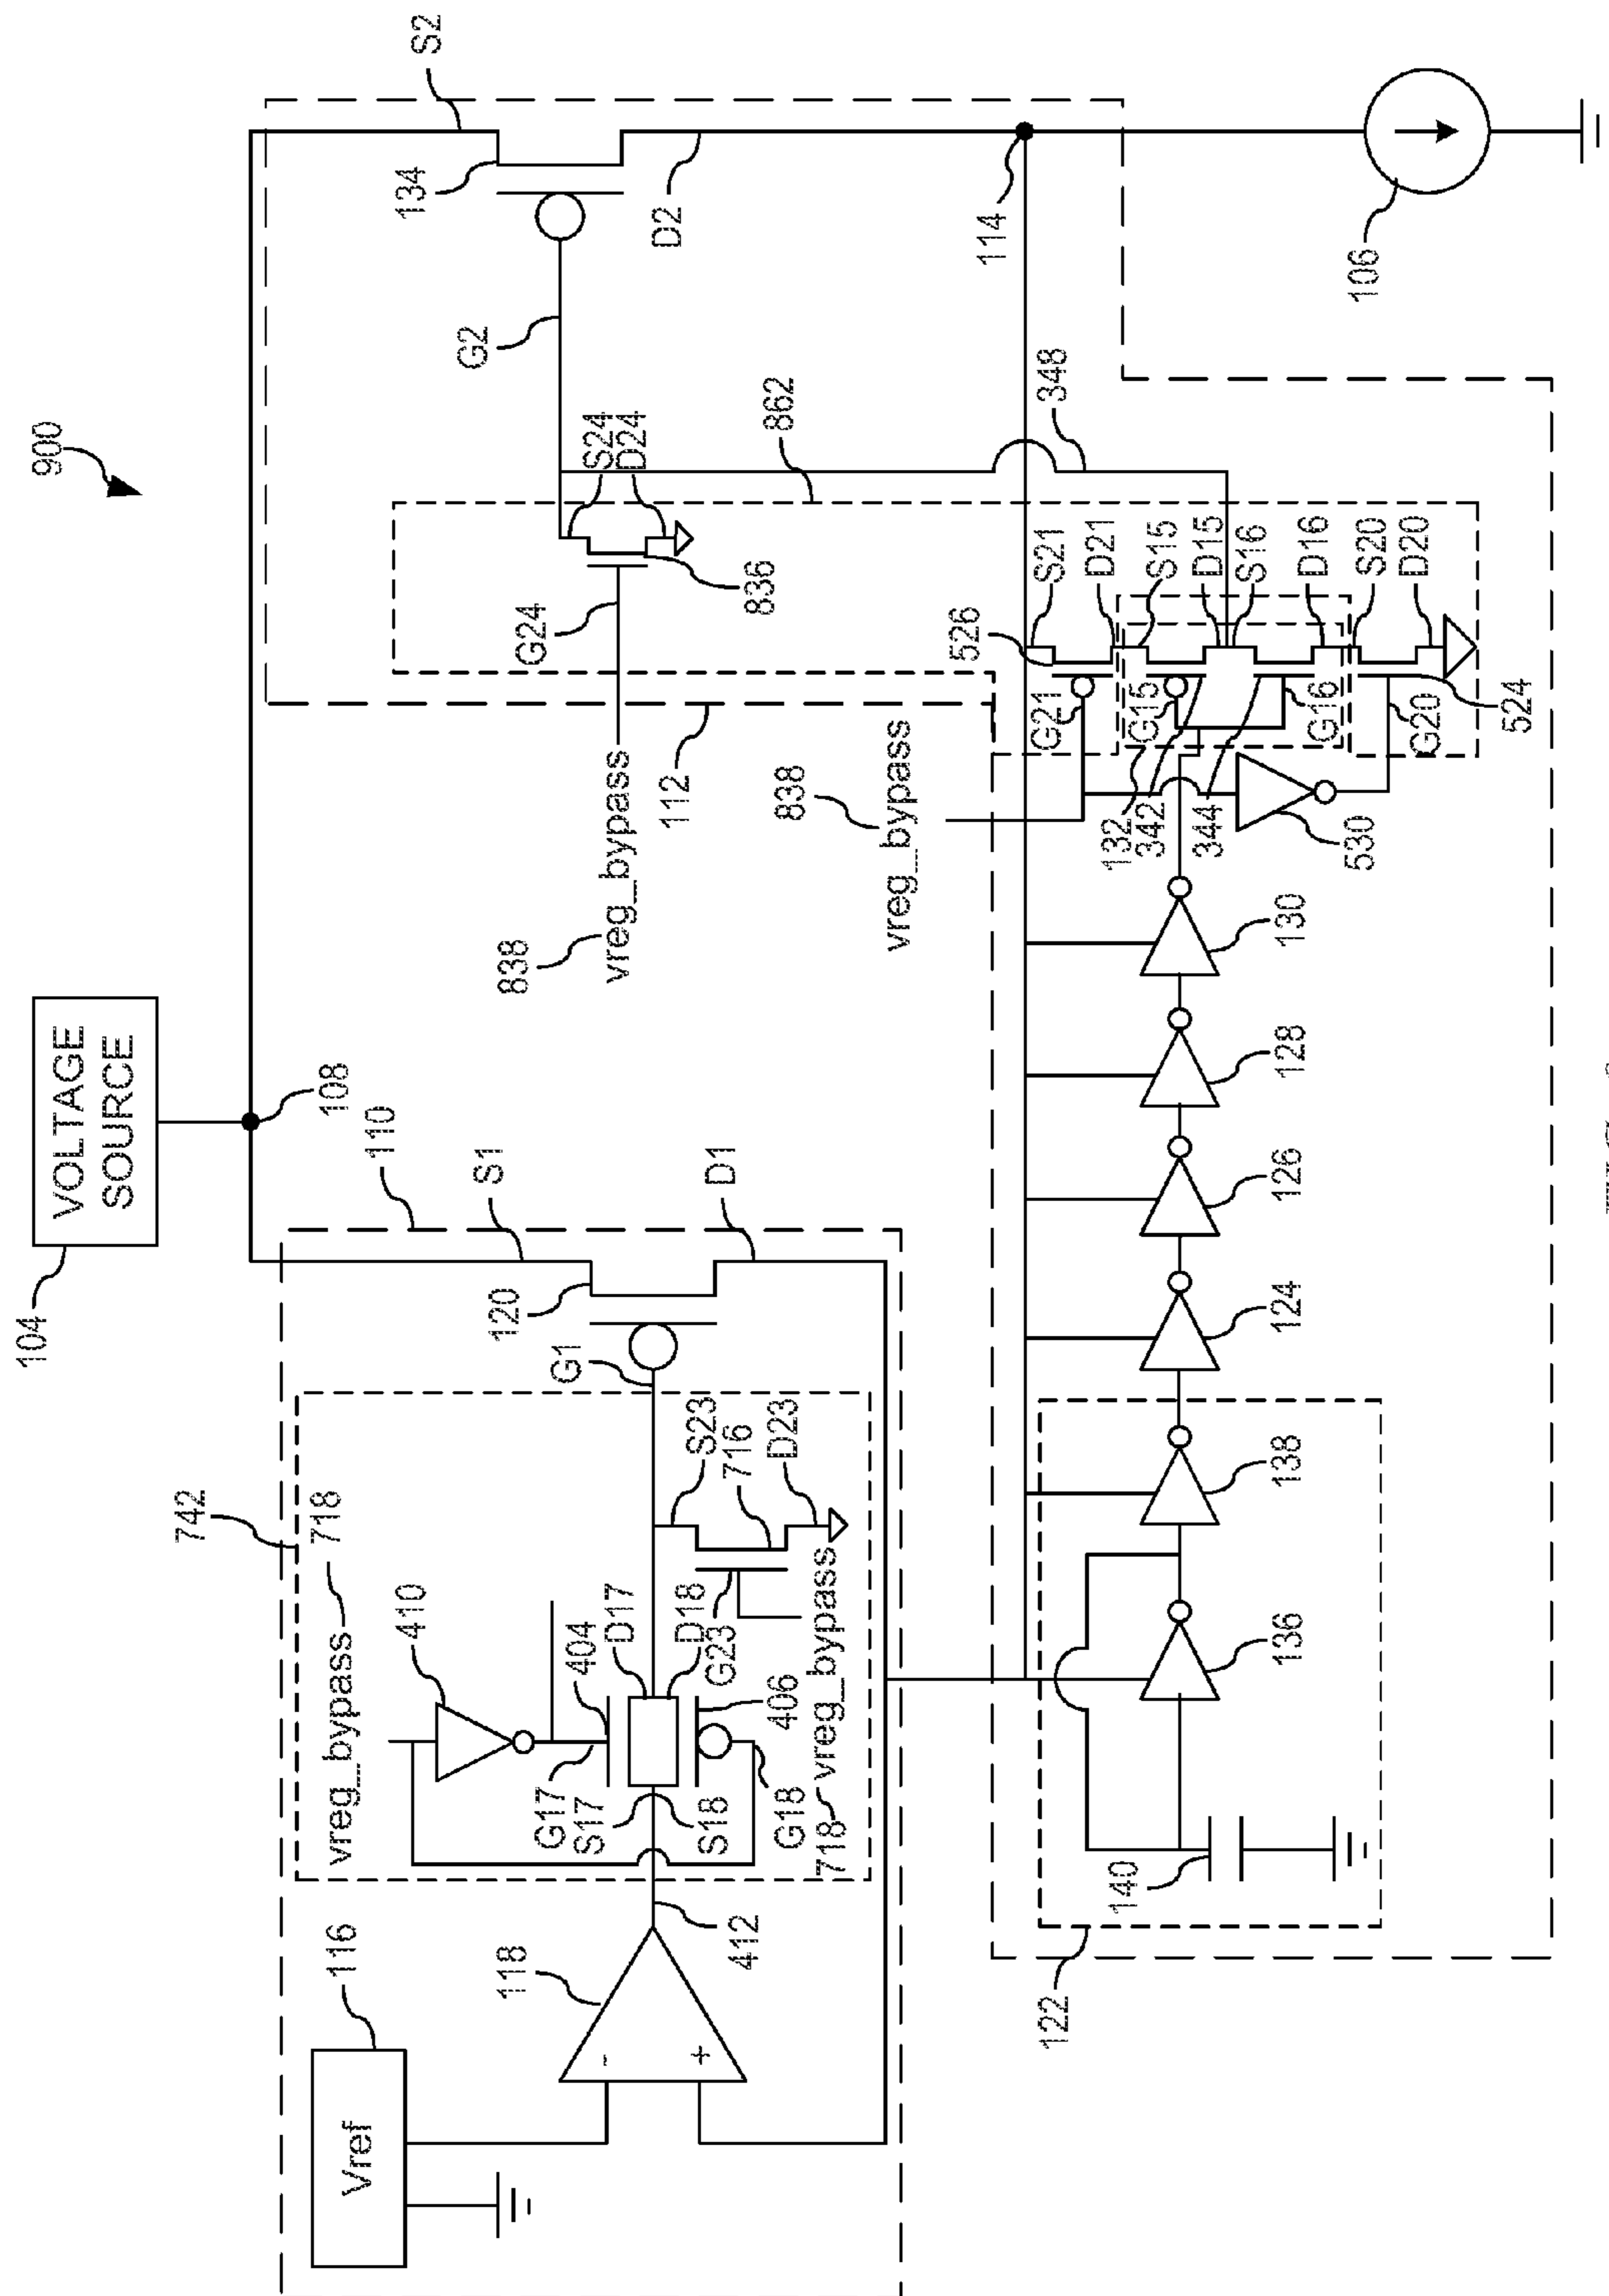 900
104
VOLTAGE
SOURCE
108
S2
134
D2
G2
114
106
110
S1
120
D1
G1
742
718
vreg_bypass
410
404
D17
G17
S17
D18
S18
G23
406
G18
S23
716
D23
718
vreg_bypass
116
Vref
118
-
+
412
862
S24
D24
G24
836
838
vreg_bypass
112
838
vreg_bypass
348
526
S21
D21
S15
D15
S16
D16
S20
D20
G21
G15
G16
G20
524
132
342
344
530
130
128
126
124
138
136
140
122